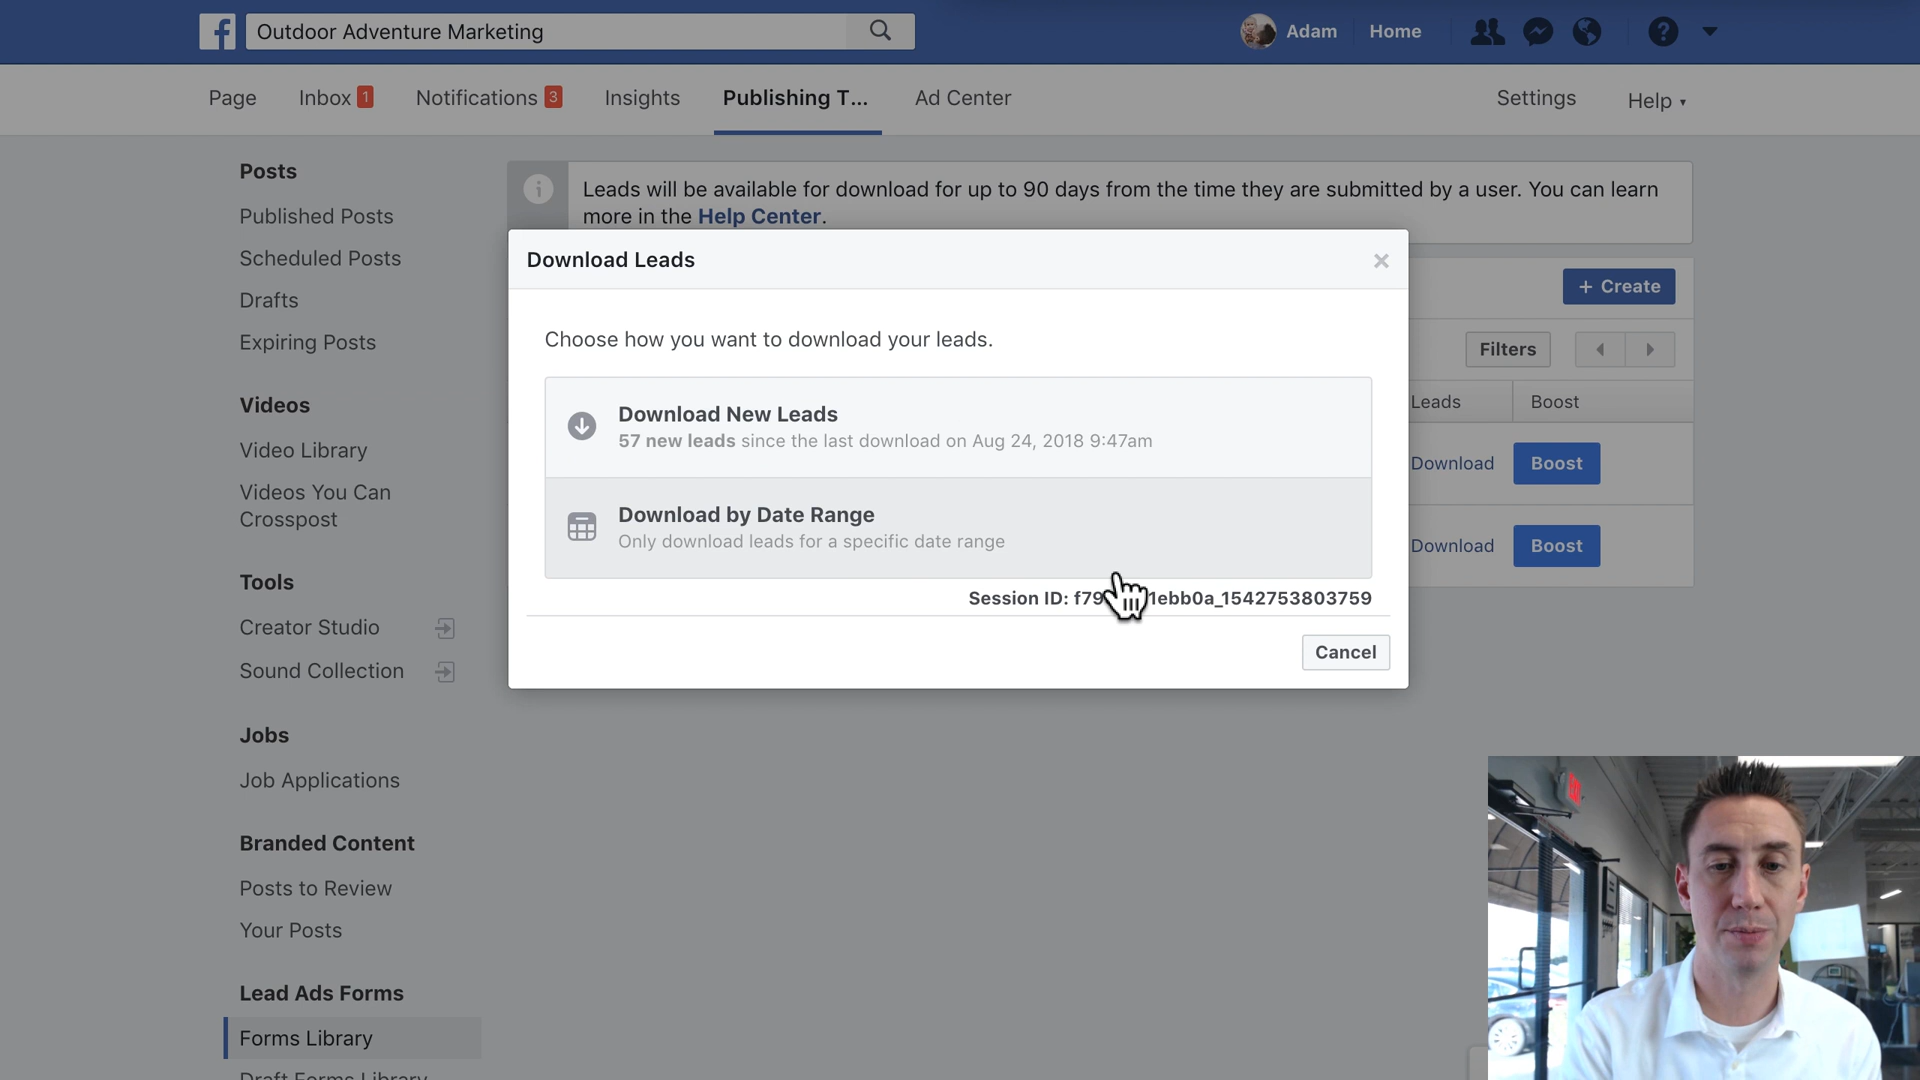 Outdoor Adventure Marketing
Adam
Home
Page
Inbox 1
Notifications 3
Insights
Publishing T...
Ad Center
Settings
Help
Posts
Published Posts
Scheduled Posts
Drafts
Expiring Posts
Videos
Video Library
Videos You Can
Crosspost
Tools
Creator Studio
Sound Collection
Jobs
Job Applications
Branded Content
Posts to Review
Your Posts
Lead Ads Forms
Forms Library
Draft Forms Library
Leads will be available for download for up to 90 days from the time they are submitted by a user. You can learn
more in the Help Center.
+ Create
Filters
Leads
Boost
Download
Boost
Download
Boost
Download Leads
×
Choose how you want to download your leads.
Download New Leads
57 new leads since the last download on Aug 24, 2018 9:47am
Download by Date Range
Only download leads for a specific date range
Session ID: f79 1ebb0a_1542753803759
Cancel